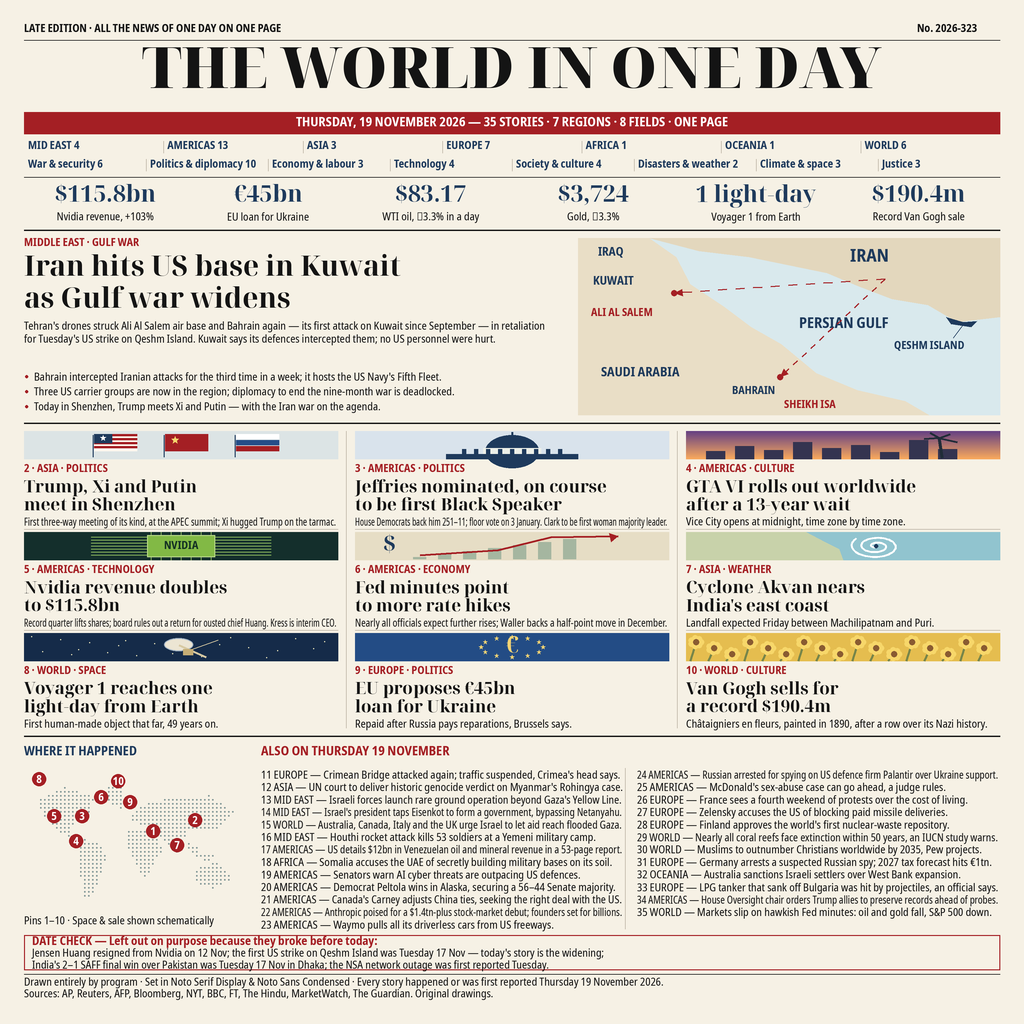 LATE EDITION · ALL THE NEWS OF ONE DAY ON ONE PAGE
No. 2026-323
THE WORLD IN ONE DAY
THURSDAY, 19 NOVEMBER 2026 — 35 STORIES · 7 REGIONS · 8 FIELDS · ONE PAGE
MID EAST 4
AMERICAS 13
ASIA 3
EUROPE 7
AFRICA 1
OCEANIA 1
WORLD 6
War & security 6
Politics & diplomacy 10
Economy & labour 3
Technology 4
Society & culture 4
Disasters & weather 2
Climate & space 3
Justice 3
$115.8bn
€45bn
$83.17
$3,724
1 light-day
$190.4m
Nvidia revenue, +103%
EU loan for Ukraine
WTI oil, ▯3.3% in a day
Gold, ▯3.3%
Voyager 1 from Earth
Record Van Gogh sale
MIDDLE EAST · GULF WAR
Iran hits US base in Kuwait
as Gulf war widens
Tehran's drones struck Ali Al Salem air base and Bahrain again — its first attack on Kuwait since September — in retaliation
for Tuesday's US strike on Qeshm Island. Kuwait says its defences intercepted them; no US personnel were hurt.
• Bahrain intercepted Iranian attacks for the third time in a week; it hosts the US Navy's Fifth Fleet.
• Three US carrier groups are now in the region; diplomacy to end the nine-month war is deadlocked.
• Today in Shenzhen, Trump meets Xi and Putin — with the Iran war on the agenda.
IRAQ
IRAN
KUWAIT
ALI AL SALEM
PERSIAN GULF
QESHM ISLAND
SAUDI ARABIA
BAHRAIN
SHEIKH ISA
2 · ASIA · POLITICS
Trump, Xi and Putin
meet in Shenzhen
First three-way meeting of its kind, at the APEC summit; Xi hugged Trump on the tarmac.
3 · AMERICAS · POLITICS
Jeffries nominated, on course
to be first Black Speaker
House Democrats back him 251–11; floor vote on 3 January. Clark to be first woman majority leader.
4 · AMERICAS · CULTURE
GTA VI rolls out worldwide
after a 13-year wait
Vice City opens at midnight, time zone by time zone.
NVIDIA
5 · AMERICAS · TECHNOLOGY
Nvidia revenue doubles
to $115.8bn
Record quarter lifts shares; board rules out a return for ousted chief Huang. Kress is interim CEO.
$
6 · AMERICAS · ECONOMY
Fed minutes point
to more rate hikes
Nearly all officials expect further rises; Waller backs a half-point move in December.
7 · ASIA · WEATHER
Cyclone Akvan nears
India's east coast
Landfall expected Friday between Machilipatnam and Puri.
8 · WORLD · SPACE
Voyager 1 reaches one
light-day from Earth
First human-made object that far, 49 years on.
€
9 · EUROPE · POLITICS
EU proposes €45bn
loan for Ukraine
Repaid after Russia pays reparations, Brussels says.
10 · WORLD · CULTURE
Van Gogh sells for
a record $190.4m
Châtaigniers en fleurs, painted in 1890, after a row over its Nazi history.
WHERE IT HAPPENED
8
10
6
9
5
3
2
1
4
7
Pins 1–10 · Space & sale shown schematically
ALSO ON THURSDAY 19 NOVEMBER
11 EUROPE — Crimean Bridge attacked again; traffic suspended, Crimea's head says.
12 ASIA — UN court to deliver historic genocide verdict on Myanmar's Rohingya case.
13 MID EAST — Israeli forces launch rare ground operation beyond Gaza's Yellow Line.
14 MID EAST — Israel's president taps Eisenkot to form a government, bypassing Netanyahu.
15 WORLD — Australia, Canada, Italy and the UK urge Israel to let aid reach flooded Gaza.
16 MID EAST — Houthi rocket attack kills 53 soldiers at a Yemeni military camp.
17 AMERICAS — US details $12bn in Venezuelan oil and mineral revenue in a 53-page report.
18 AFRICA — Somalia accuses the UAE of secretly building military bases on its soil.
19 AMERICAS — Senators warn AI cyber threats are outpacing US defences.
20 AMERICAS — Democrat Peltola wins in Alaska, securing a 56–44 Senate majority.
21 AMERICAS — Canada's Carney adjusts China ties, seeking the right deal with the US.
22 AMERICAS — Anthropic poised for a $1.4tn-plus stock-market debut; founders set for billions.
23 AMERICAS — Waymo pulls all its driverless cars from US freeways.
24 AMERICAS — Russian arrested for spying on US defence firm Palantir over Ukraine support.
25 AMERICAS — McDonald's sex-abuse case can go ahead, a judge rules.
26 EUROPE — France sees a fourth weekend of protests over the cost of living.
27 EUROPE — Zelensky accuses the US of blocking paid missile deliveries.
28 EUROPE — Finland approves the world's first nuclear-waste repository.
29 WORLD — Nearly all coral reefs face extinction within 50 years, an IUCN study warns.
30 WORLD — Muslims to outnumber Christians worldwide by 2035, Pew projects.
31 EUROPE — Germany arrests a suspected Russian spy; 2027 tax forecast hits €1tn.
32 OCEANIA — Australia sanctions Israeli settlers over West Bank expansion.
33 EUROPE — LPG tanker that sank off Bulgaria was hit by projectiles, an official says.
34 AMERICAS — House Oversight chair orders Trump allies to preserve records ahead of probes.
35 WORLD — Markets slip on hawkish Fed minutes: oil and gold fall, S&P 500 down.
DATE CHECK — Left out on purpose because they broke before today:
Jensen Huang resigned from Nvidia on 12 Nov; the first US strike on Qeshm Island was Tuesday 17 Nov — today's story is the widening;
India's 2–1 SAFF final win over Pakistan was Tuesday 17 Nov in Dhaka; the NSA network outage was first reported Tuesday.
Drawn entirely by program · Set in Noto Serif Display & Noto Sans Condensed · Every story happened or was first reported Thursday 19 November 2026.
Sources: AP, Reuters, AFP, Bloomberg, NYT, BBC, FT, The Hindu, MarketWatch, The Guardian. Original drawings.